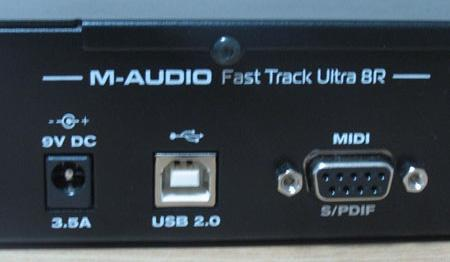 M-AUDIO Fast Track Ultra 8R
- +
9V DC
MIDI
3.5A
USB 2.0
S/PDIF